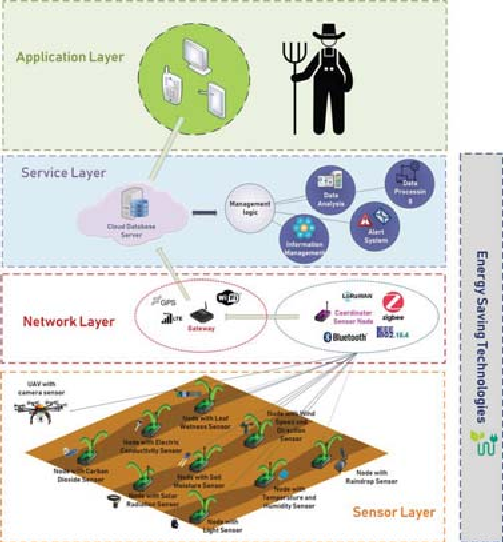 Application Layer
Service Layer
Cloud Database
Server
Management
logic
Data
Analysis
Data
Processin
g
Information
Management
Alert
System
Network Layer
GPS
LTE
Wi Fi
Gateway
LoRaWAN
Coordinator
Sensor Node
zigbee
Bluetooth
Energy Saving Technologies
UAV with
camera sensor
Node with Leaf
Wetness Sensor
Node with Wind
Speed and
Direction
Sensor
Node with Electric
Conductivity Sensor
Node with Carbon
Dioxide Sensor
Node with Soil
Moisture Sensor
Node with Solar
Radiation Sensor
Node with
Temperature and
Humidity Sensor
Node with
Raindrop Sensor
Node with
Light Sensor
Sensor Layer